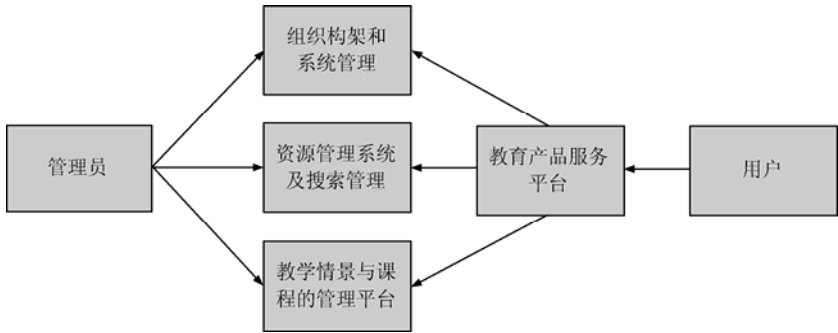 组织构架和
系统管理
管理员
资源管理系统
及搜索管理
教育产品服务
平台
用户
教学情景与课
程的管理平台